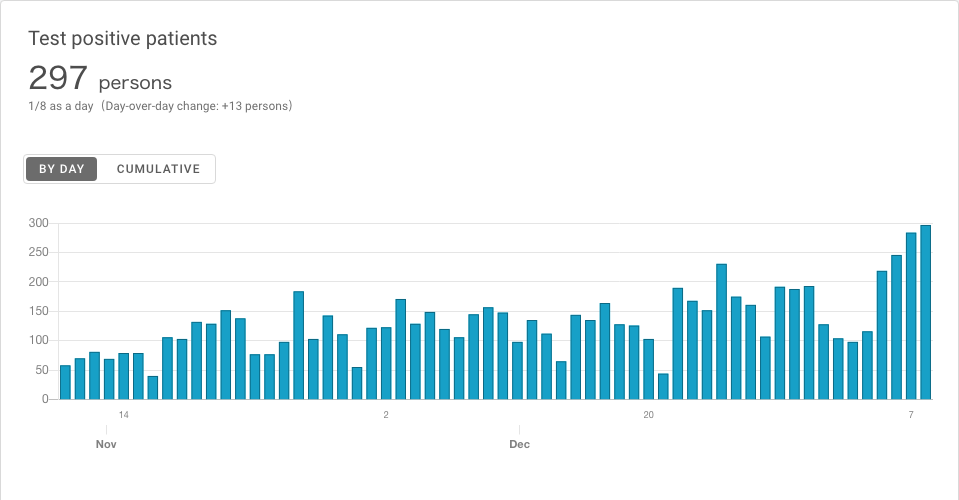 Test positive patients
297 persons
1/8 as a day (Day-over-day change: +13 persons)
BY DAY CUMULATIVE
300
250
200
150
100
50
0
14 2 20 7
Nov Dec